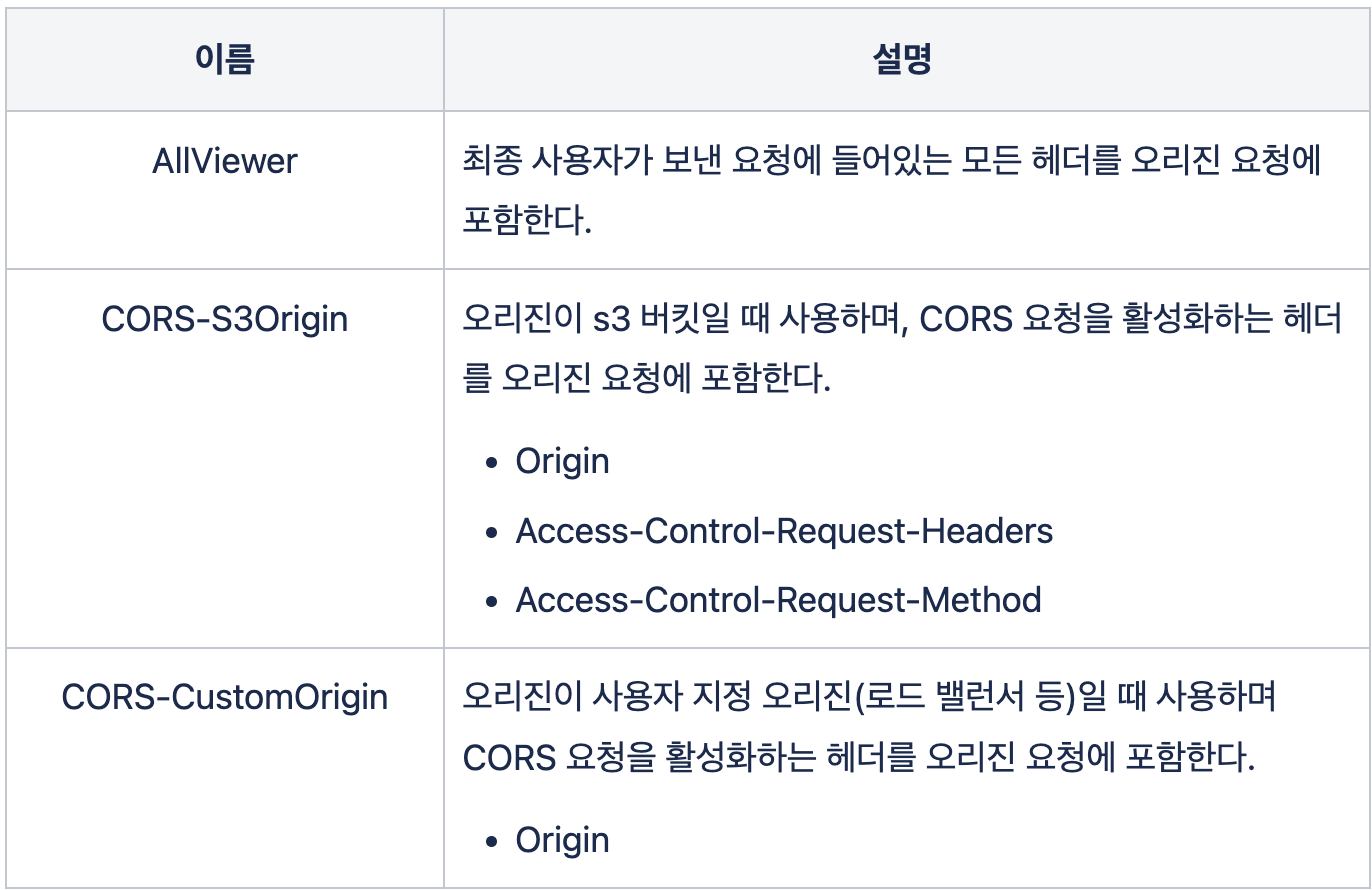 이름
설명
AllViewer
최종 사용자가 보낸 요청에 들어있는 모든 헤더를 오리진 요청에
포함한다.
CORS-S3Origin
오리진이 s3 버킷일 때 사용하며, CORS 요청을 활성화하는 헤더
를 오리진 요청에 포함한다.
• Origin
• Access-Control-Request-Headers
• Access-Control-Request-Method
CORS-CustomOrigin
오리진이 사용자 지정 오리진(로드 밸런서 등)일 때 사용하며
CORS 요청을 활성화하는 헤더를 오리진 요청에 포함한다.
• Origin